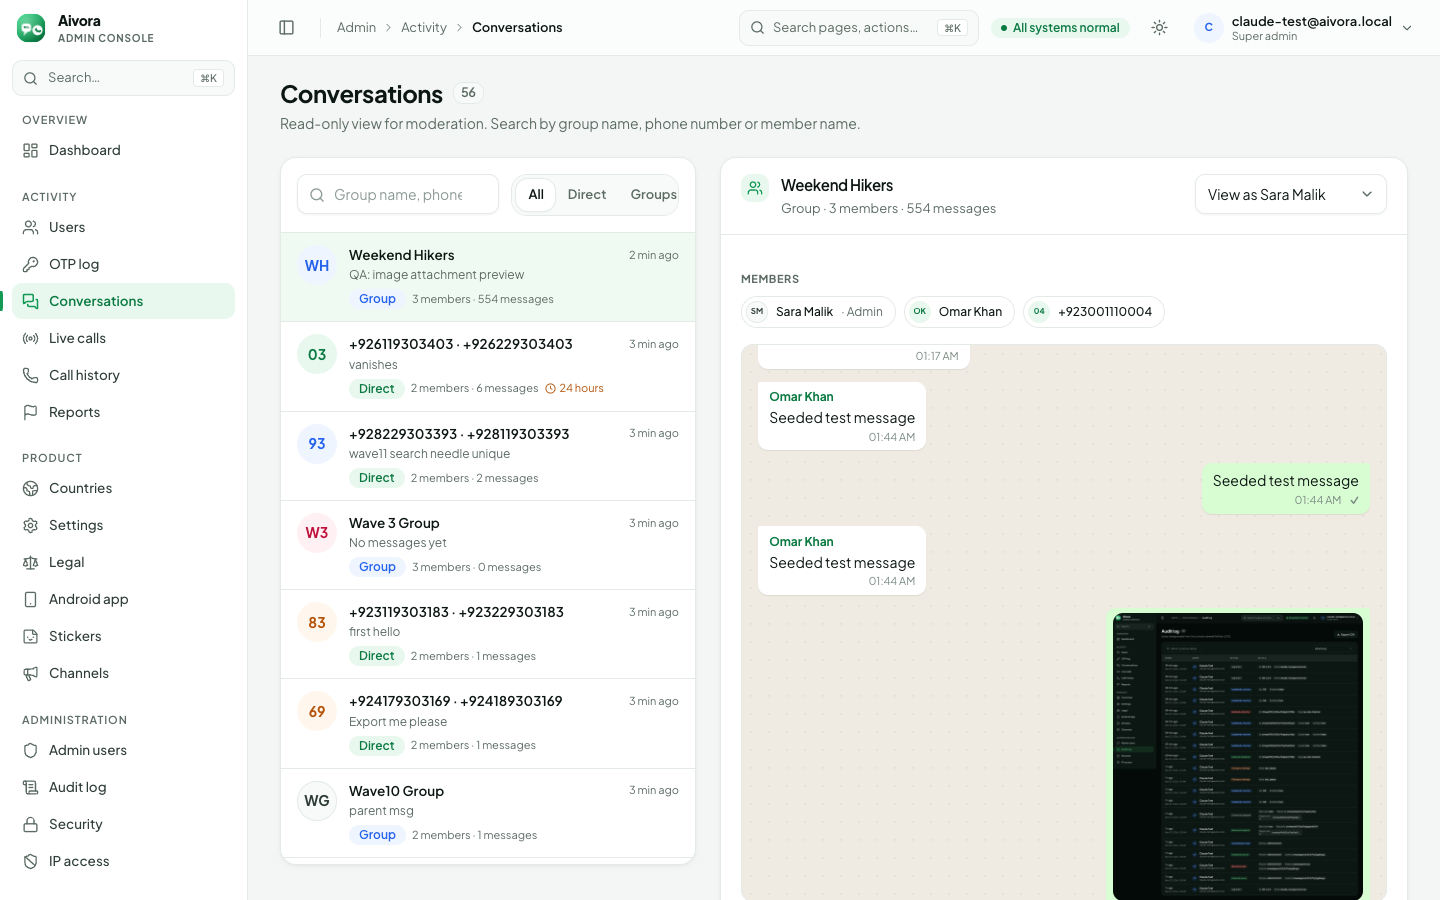 Aivora
ADMIN CONSOLE
Search...
⌘K
OVERVIEW
Dashboard
ACTIVITY
Users
OTP log
Conversations
Live calls
Call history
Reports
PRODUCT
Countries
Settings
Legal
Android app
Stickers
Channels
ADMINISTRATION
Admin users
Audit log
Security
IP access
Admin > Activity > Conversations
Search pages, actions... ⌘K
All systems normal
C
claude-test@aivora.local
Super admin
Conversations 56
Read-only view for moderation. Search by group name, phone number or member name.
Group name, phone
All Direct Groups
WH
Weekend Hikers 2 min ago
QA: image attachment preview
Group 3 members · 554 messages
03
+926119303403 · +926229303403 3 min ago
vanishes
Direct 2 members · 6 messages 24 hours
93
+928229303393 · +928119303393 3 min ago
wave11 search needle unique
Direct 2 members · 2 messages
W3
Wave 3 Group 3 min ago
No messages yet
Group 3 members · 0 messages
83
+923119303183 · +923229303183 3 min ago
first hello
Direct 2 members · 1 messages
69
+924179303169 · +924189303169 3 min ago
Export me please
Direct 2 members · 1 messages
WG
Wave10 Group 3 min ago
parent msg
Group 2 members · 1 messages
Weekend Hikers
Group · 3 members · 554 messages
View as Sara Malik
MEMBERS
SM Sara Malik · Admin
OK Omar Khan
04 +923001110004
01:17 AM
Omar Khan
Seeded test message
01:44 AM
Seeded test message
01:44 AM
Omar Khan
Seeded test message
01:44 AM
Audit log